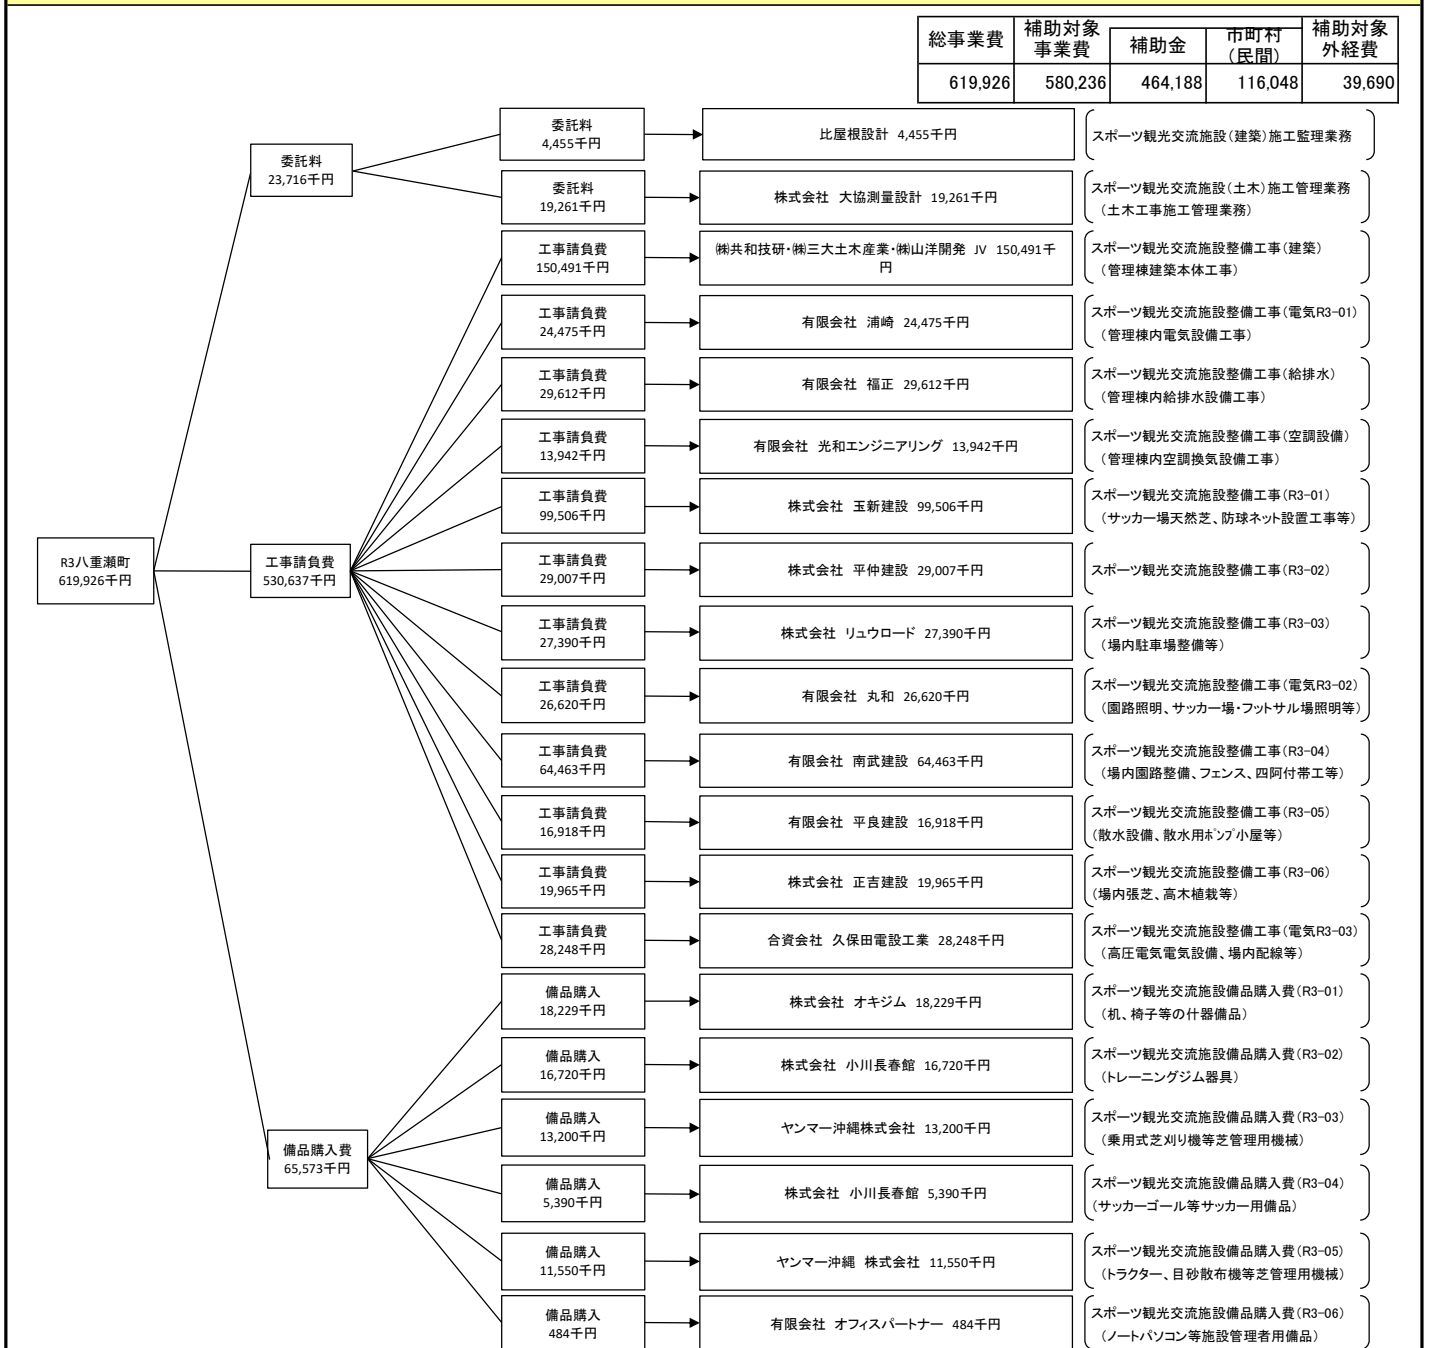 総事業費 補助対象事業費 補助金 市町村(民間) 補助対象外経費
619,926 580,236 464,188 116,048 39,690
委託料
4,455千円
比屋根設計 4,455千円
スポーツ観光交流施設(建築)施工監理業務
委託料
23,716千円
委託料
19,261千円
株式会社 大協測量設計 19,261千円
スポーツ観光交流施設(土木)施工管理業務
(土木工事施工管理業務)
工事請負費
150,491千円
㈱共和技研・㈱三大土木産業・㈱山洋開発 JV 150,491千
円
スポーツ観光交流施設整備工事(建築)
(管理棟建築本体工事)
工事請負費
24,475千円
有限会社 浦崎 24,475千円
スポーツ観光交流施設整備工事(電気R3-01)
(管理棟内電気設備工事)
工事請負費
29,612千円
有限会社 福正 29,612千円
スポーツ観光交流施設整備工事(給排水)
(管理棟内給排水設備工事)
工事請負費
13,942千円
有限会社 光和エンジニアリング 13,942千円
スポーツ観光交流施設整備工事(空調設備)
(管理棟内空調換気設備工事)
工事請負費
99,506千円
株式会社 玉新建設 99,506千円
スポーツ観光交流施設整備工事(R3-01)
(サッカー場天然芝、防球ネット設置工事等)
R3八重瀬町
619,926千円
工事請負費
530,637千円
工事請負費
29,007千円
株式会社 平仲建設 29,007千円
スポーツ観光交流施設整備工事(R3-02)
工事請負費
27,390千円
株式会社 リュウロード 27,390千円
スポーツ観光交流施設整備工事(R3-03)
(場内駐車場整備等)
工事請負費
26,620千円
有限会社 丸和 26,620千円
スポーツ観光交流施設整備工事(電気R3-02)
(園路照明、サッカー場・フットサル場照明等)
工事請負費
64,463千円
有限会社 南武建設 64,463千円
スポーツ観光交流施設整備工事(R3-04)
(場内園路整備、フェンス、四阿付帯工等)
工事請負費
16,918千円
有限会社 平良建設 16,918千円
スポーツ観光交流施設整備工事(R3-05)
(散水設備、散水用ポンプ小屋等)
工事請負費
19,965千円
株式会社 正吉建設 19,965千円
スポーツ観光交流施設整備工事(R3-06)
(場内張芝、高木植栽等)
工事請負費
28,248千円
合資会社 久保田電設工業 28,248千円
スポーツ観光交流施設整備工事(電気R3-03)
(高圧電気電気設備、場内配線等)
備品購入
18,229千円
株式会社 オキジム 18,229千円
スポーツ観光交流施設備品購入費(R3-01)
(机、椅子等の什器備品)
備品購入
16,720千円
株式会社 小川長春館 16,720千円
スポーツ観光交流施設備品購入費(R3-02)
(トレーニングジム器具)
備品購入
13,200千円
ヤンマー沖縄株式会社 13,200千円
スポーツ観光交流施設備品購入費(R3-03)
(乗用式芝刈り機等芝管理用機械)
備品購入費
65,573千円
備品購入
5,390千円
株式会社 小川長春館 5,390千円
スポーツ観光交流施設備品購入費(R3-04)
(サッカーゴール等サッカー用備品)
備品購入
11,550千円
ヤンマー沖縄 株式会社 11,550千円
スポーツ観光交流施設備品購入費(R3-05)
(トラクター、目砂散布機等芝管理用機械)
備品購入
484千円
有限会社 オフィスパートナー 484千円
スポーツ観光交流施設備品購入費(R3-06)
(ノートパソコン等施設管理者用備品)